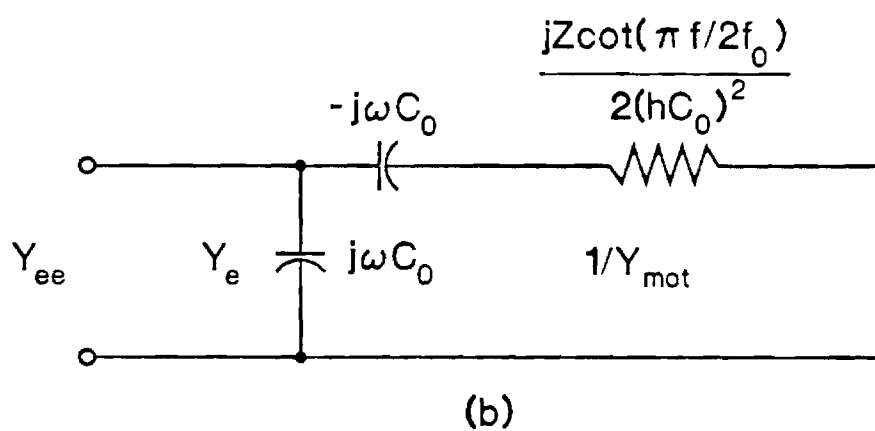 jZcot(πf/2f₀)
2(hC₀)²
-jωC₀
Yₑₑ
Yₑ
jωC₀
1/Yₘₒₜ
(b)